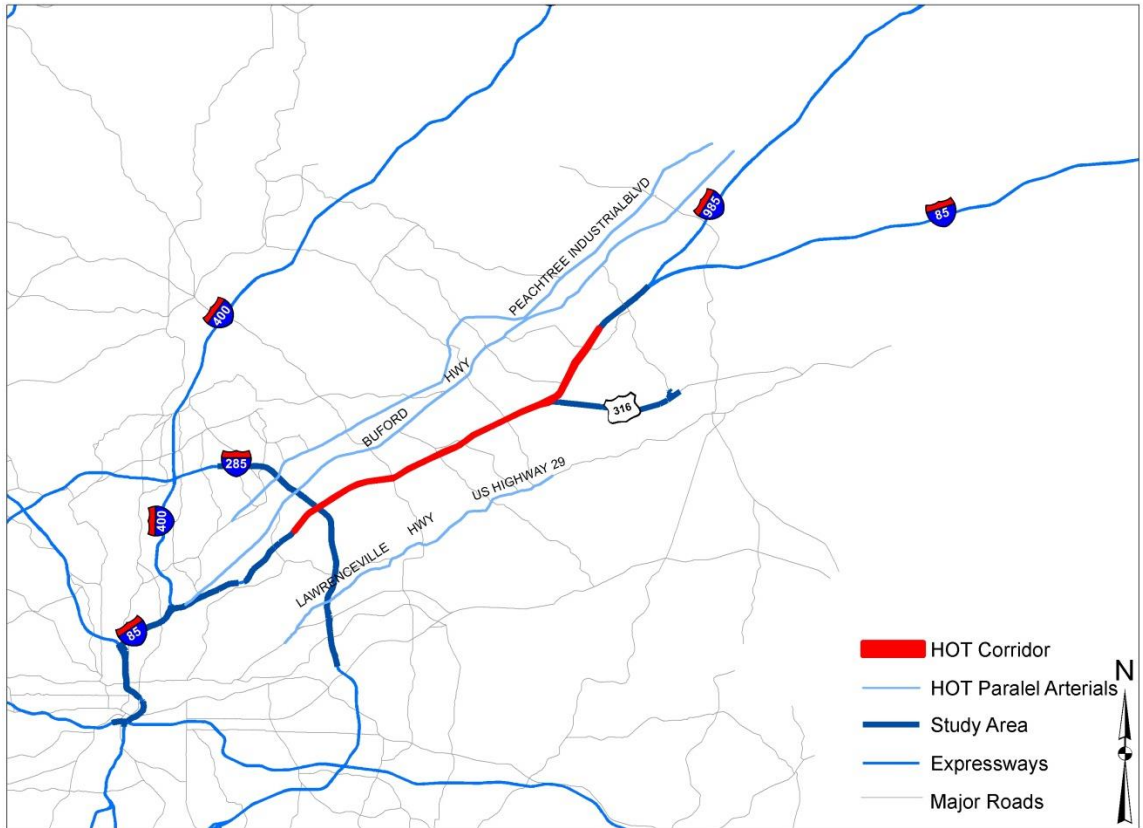 985
85
PEACHTREE INDUSTRIALBLVD
400
HWY
BUFORD
316
285
US HIGHWAY 29
400
HWY
LAWRENCEVILLE
85
HOT Corridor
HOT Paralel Arterials
Study Area
Expressways
Major Roads
N